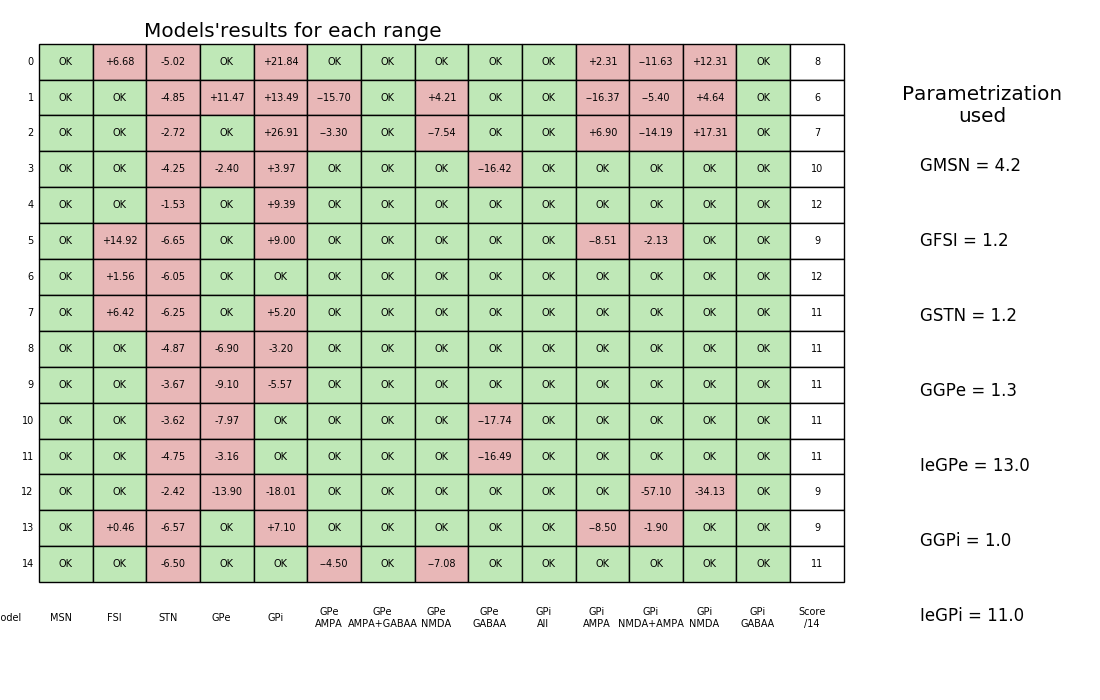 Models'results for each range
0 OK +6.68 -5.02 OK +21.84 OK OK OK OK OK +2.31 −11.63 +12.31 OK 8
1 OK OK -4.85 +11.47 +13.49 −15.70 OK +4.21 OK OK −16.37 −5.40 +4.64 OK 6
2 OK OK -2.72 OK +26.91 −3.30 OK −7.54 OK OK +6.90 −14.19 +17.31 OK 7
3 OK OK -4.25 -2.40 +3.97 OK OK OK −16.42 OK OK OK OK OK 10
4 OK OK -1.53 OK +9.39 OK OK OK OK OK OK OK OK OK 12
5 OK +14.92 -6.65 OK +9.00 OK OK OK OK OK −8.51 -2.13 OK OK 9
6 OK +1.56 -6.05 OK OK OK OK OK OK OK OK OK OK OK 12
7 OK +6.42 -6.25 OK +5.20 OK OK OK OK OK OK OK OK OK 11
8 OK OK -4.87 -6.90 -3.20 OK OK OK OK OK OK OK OK OK 11
9 OK OK -3.67 -9.10 -5.57 OK OK OK OK OK OK OK OK OK 11
10 OK OK -3.62 -7.97 OK OK OK OK −17.74 OK OK OK OK OK 11
11 OK OK -4.75 -3.16 OK OK OK OK −16.49 OK OK OK OK OK 11
12 OK OK -2.42 -13.90 -18.01 OK OK OK OK OK OK -57.10 -34.13 OK 9
13 OK +0.46 -6.57 OK +7.10 OK OK OK OK OK −8.50 -1.90 OK OK 9
14 OK OK -6.50 OK OK −4.50 OK −7.08 OK OK OK OK OK OK 11
odel MSN FSI STN GPe GPi GPe GPe GPe GPe GPi GPi GPi GPi GPi Score
AMPA AMPA+GABAA NMDA GABAA All AMPA NMDA+AMPA NMDA GABAA /14
Parametrization
used
GMSN = 4.2
GFSI = 1.2
GSTN = 1.2
GGPe = 1.3
IeGPe = 13.0
GGPi = 1.0
IeGPi = 11.0